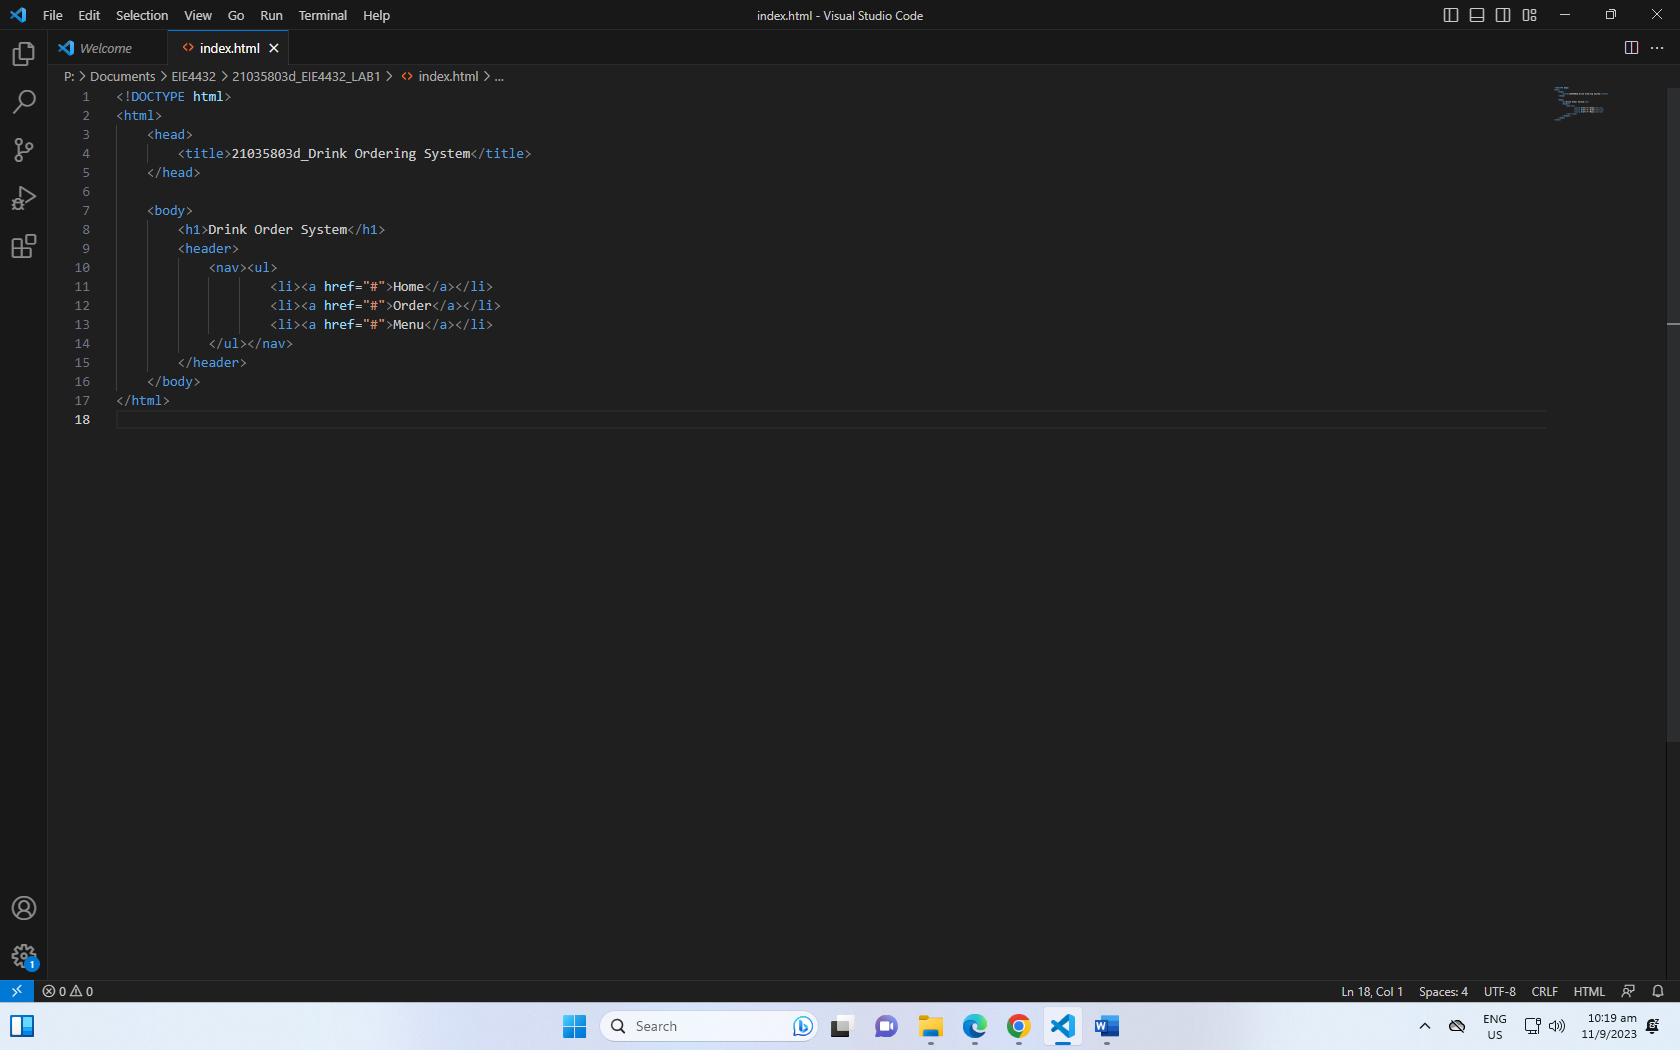 File Edit Selection View Go Run Terminal Help
index.html - Visual Studio Code
Welcome
index.html
P: > Documents > EIE4432 > 21035803d_EIE4432_LAB1 > <> index.html > ...
1 <!DOCTYPE html>
2 <html>
3 <head>
4 <title>21035803d_Drink Ordering System</title>
5 </head>
6
7 <body>
8 <h1>Drink Order System</h1>
9 <header>
10 <nav><ul>
11 <li><a href="#">Home</a></li>
12 <li><a href="#">Order</a></li>
13 <li><a href="#">Menu</a></li>
14 </ul></nav>
15 </header>
16 </body>
17 </html>
18
1
0 0
Ln 18, Col 1 Spaces: 4 UTF-8 CRLF HTML
Search
ENG
US
10:19 am
11/9/2023